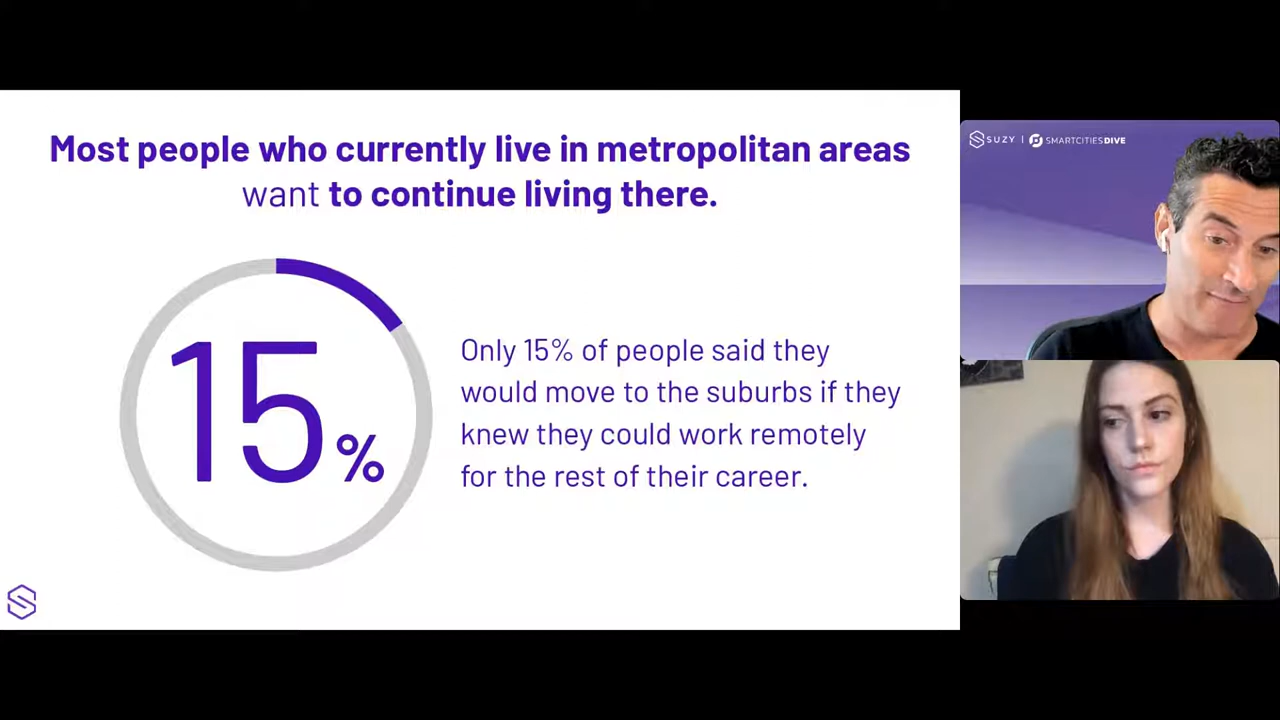 Most people who currently live in metropolitan areas
want to continue living there.
15%
Only 15% of people said they
would move to the suburbs if they
knew they could work remotely
for the rest of their career.
SUZY | SMARTCITIESDIVE